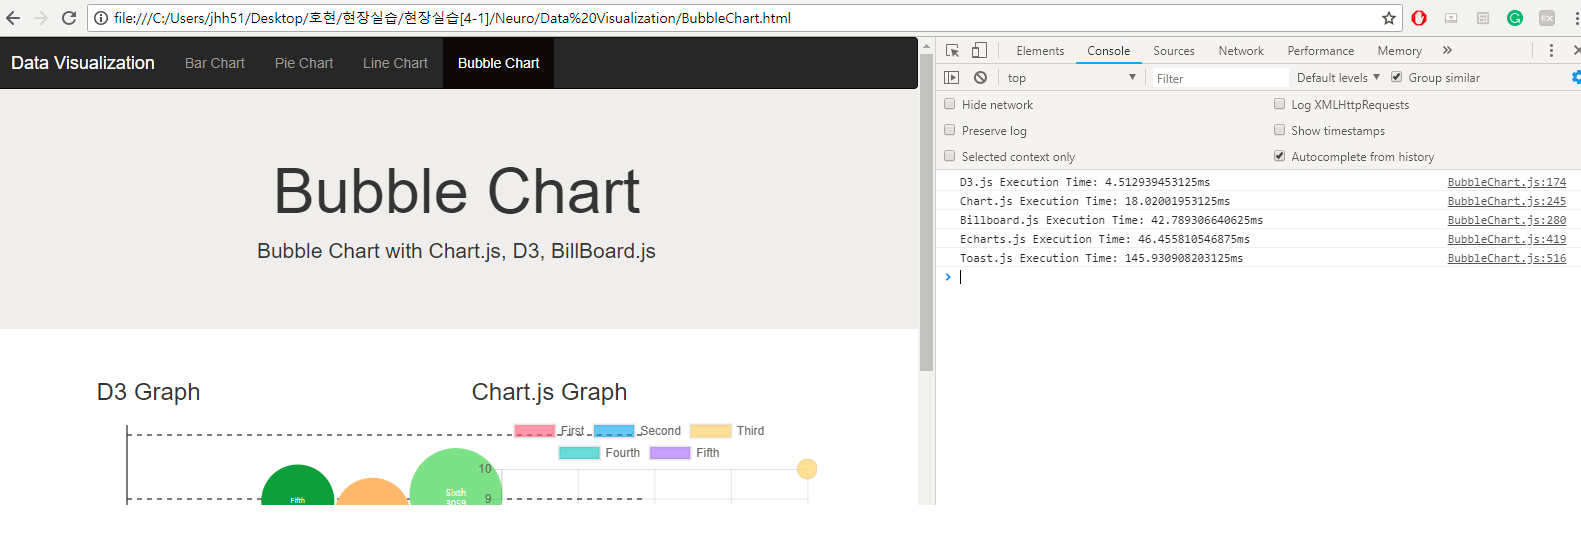 file:///C:/Users/jhh51/Desktop/호현/현장실습/현장실습[4-1]/Neuro/Data%20Visualization/BubbleChart.html
Data Visualization Bar Chart Pie Chart Line Chart Bubble Chart
Bubble Chart
Bubble Chart with Chart.js, D3, BillBoard.js
D3 Graph
Fifth
Sixth
2059
Chart.js Graph
First Second Third
Fourth Fifth
10
9
Elements Console Sources Network Performance Memory »
top Filter Default levels Group similar
Hide network Log XMLHttpRequests
Preserve log Show timestamps
Selected context only Autocomplete from history
D3.js Execution Time: 4.512939453125ms BubbleChart.js:174
Chart.js Execution Time: 18.02001953125ms BubbleChart.js:245
Billboard.js Execution Time: 42.789306640625ms BubbleChart.js:280
Echarts.js Execution Time: 46.455810546875ms BubbleChart.js:419
Toast.js Execution Time: 145.930908203125ms BubbleChart.js:516